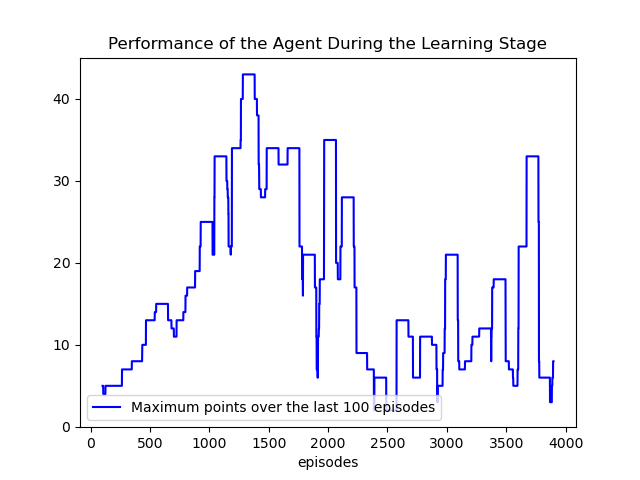 Performance of the Agent During the Learning Stage
40
30
20
10
0
Maximum points over the last 100 episodes
0 500 1000 1500 2000 2500 3000 3500 4000
episodes